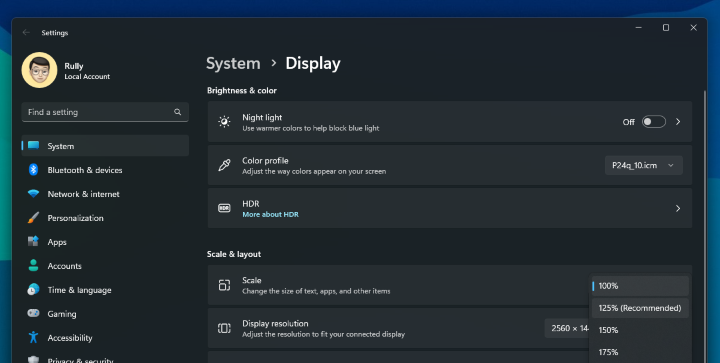 Settings
Rully
Local Account
Find a setting
System
Bluetooth & devices
Network & internet
Personalization
Apps
Accounts
Time & language
Gaming
Accessibility
Privacy & security
System > Display
Brightness & color
Night light
Use warmer colors to help block blue light
Off
Color profile
Adjust the way colors appear on your screen
P24q_10.icm
HDR
HDR
More about HDR
Scale & layout
Scale
Change the size of text, apps, and other items
100%
125% (Recommended)
150%
175%
Display resolution
Adjust the resolution to fit your connected display
2560 × 14